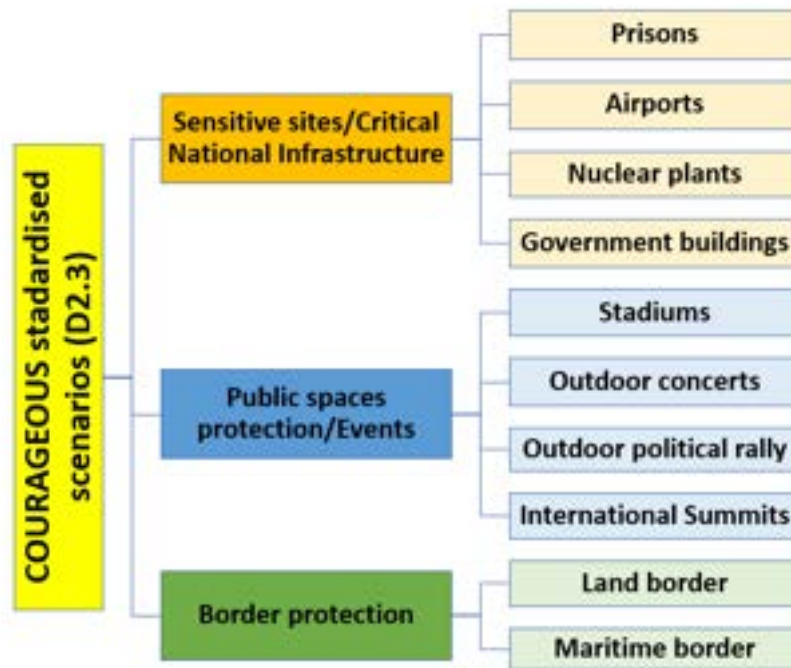 COURAGEOUS stadardised
scenarios (D2.3)
Sensitive sites/Critical
National Infrastructure
Prisons
Airports
Nuclear plants
Government buildings
Public spaces
protection/Events
Stadiums
Outdoor concerts
Outdoor political rally
International Summits
Border protection
Land border
Maritime border